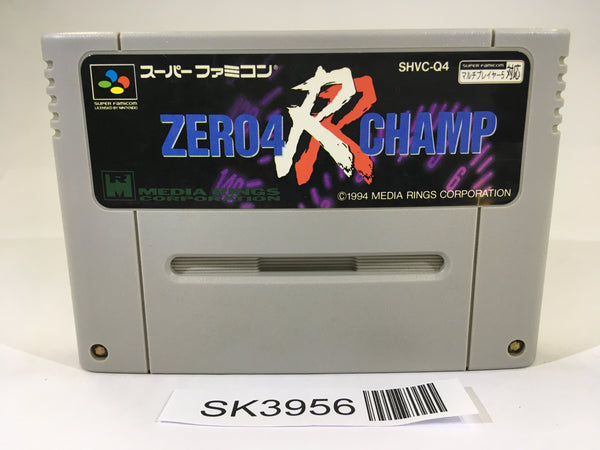 スーパーファミコン®
SHVC-Q4
SUPER FAMICOM
マルチプレイヤー5対応
SUPER FAMICOM
LICENSED BY NINTENDO
ZERO4 RR CHAMP
RM
MEDIA RINGS
CORPORATION
©1994 MEDIA RINGS CORPORATION
SK3956